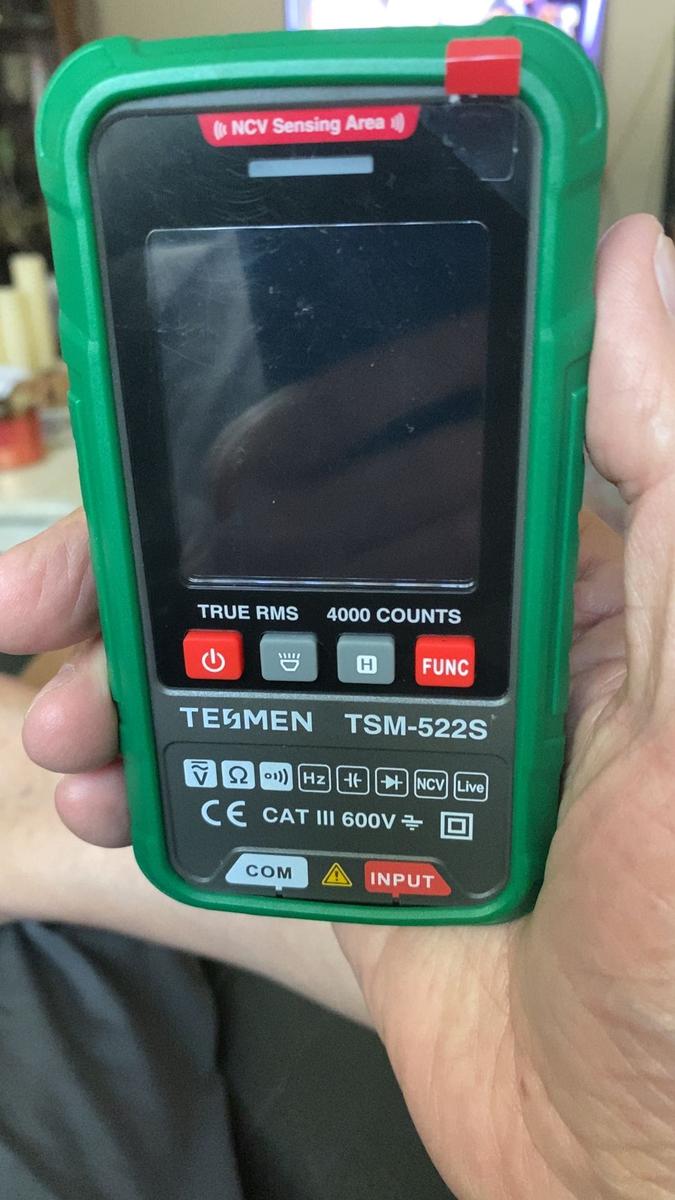 NCV Sensing Area
TRUE RMS 4000 COUNTS
H FUNC
TESMEN TSM-522S
V Ω Hz NCV Live
CE CAT III 600V
COM INPUT